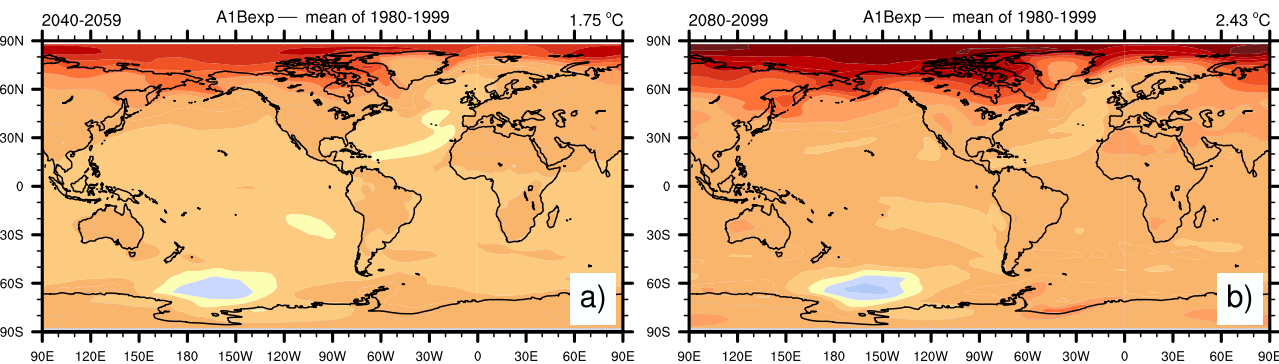 2040-2059 A1Bexp — mean of 1980-1999 1.75 °C
2080-2099 A1Bexp — mean of 1980-1999 2.43 °C
90N 90N
60N 60N
30N 30N
0 0
30S 30S
60S 60S
a) b)
90S 90S
90E 120E 150E 180 150W 120W 90W 60W 30W 0 30E 60E 90E
90E 120E 150E 180 150W 120W 90W 60W 30W 0 30E 60E 90E